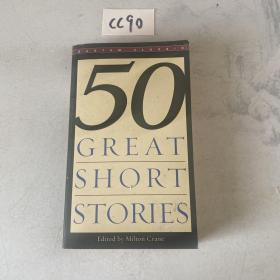 CC90
BANTAM CLASSIC
50
GREAT
SHORT
STORIES
Edited by Milton Crane